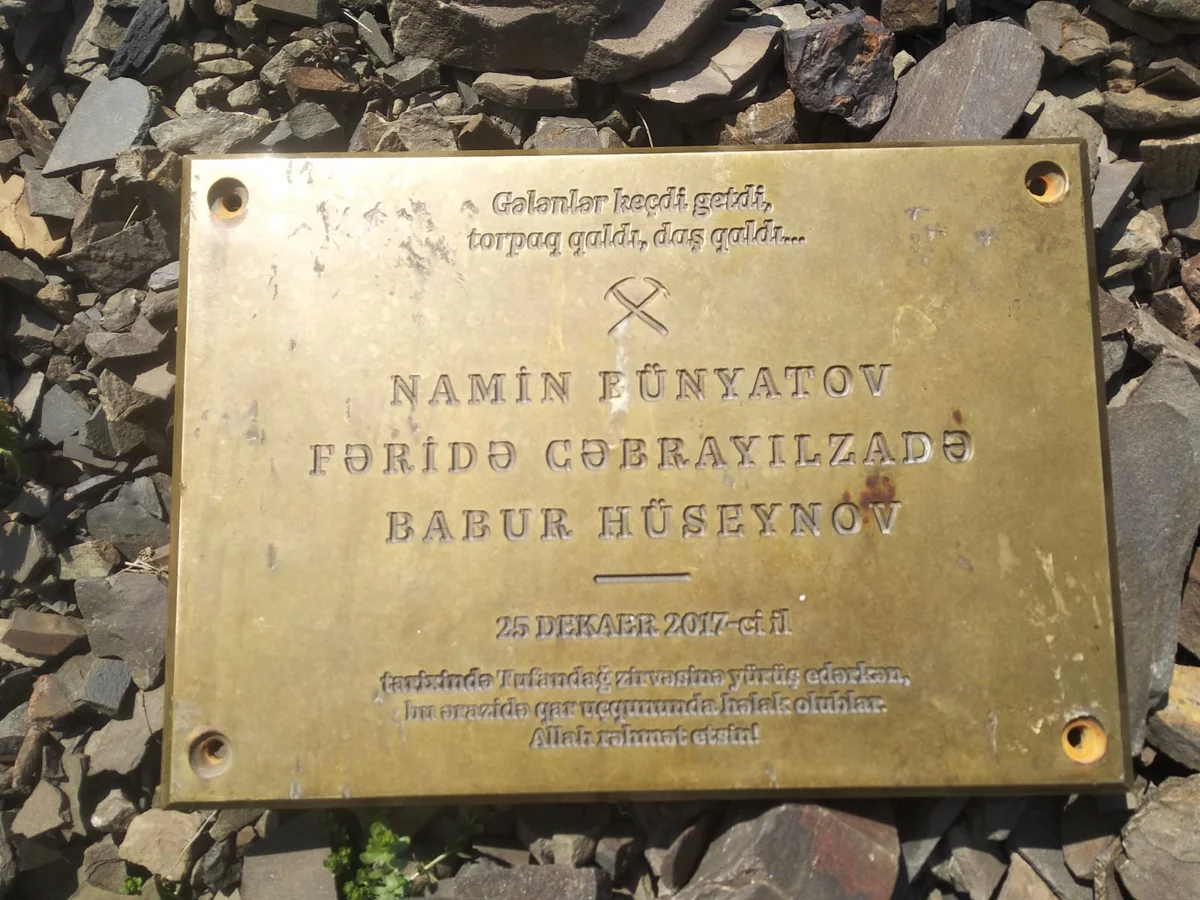 Gələnlər keçdi getdi,
torpaq qaldı, daş qaldı...
NAMİN BÜNYATOV
FƏRİDƏ CƏBRAYILZADƏ
BABUR HÜSEYNOV
25 DEKABR 2017-ci il
tarixində Tufandağ zirvəsinə yürüş edərkən,
bu ərazidə qar uçqununda həlak olublar.
Allah rəhmət etsin!